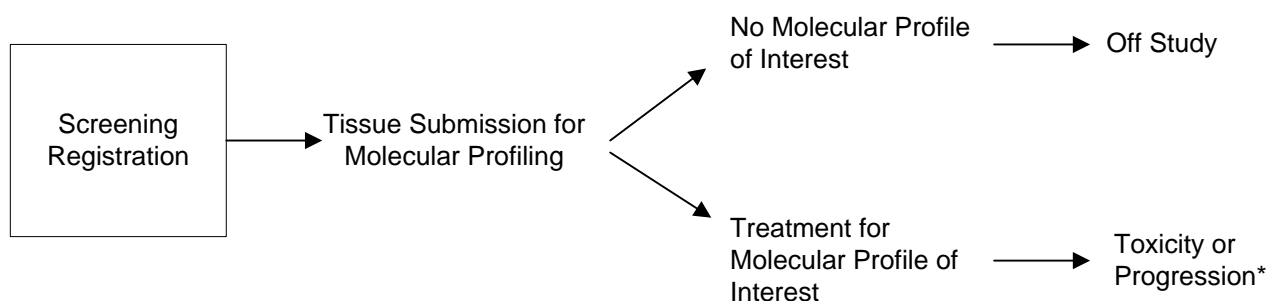 Screening
Registration
Tissue Submission for
Molecular Profiling
No Molecular Profile
of Interest
Off Study
Treatment for
Molecular Profile of
Interest
Toxicity or
Progression*